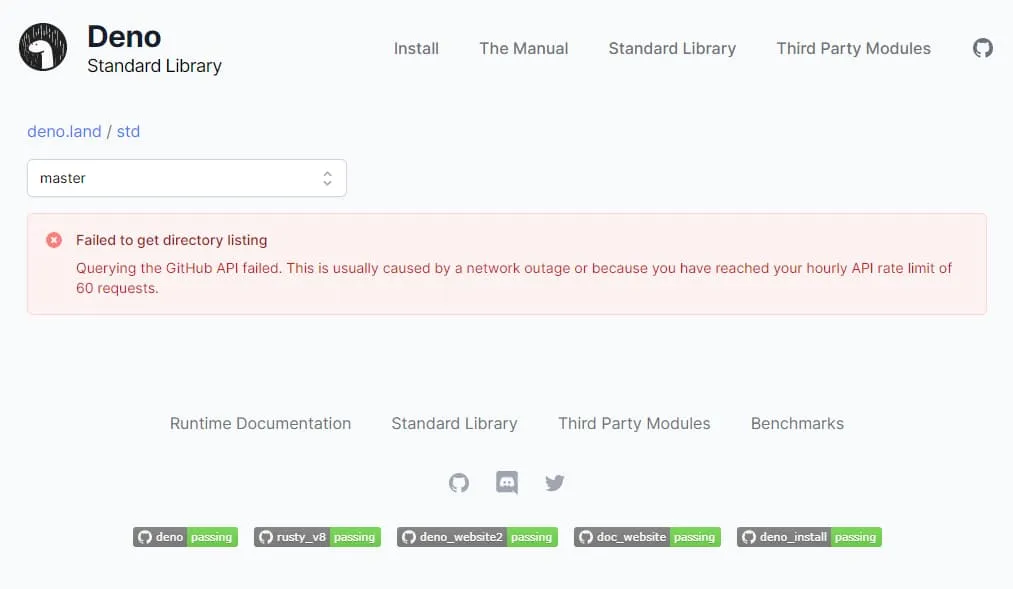 Deno
Standard Library
Install The Manual Standard Library Third Party Modules
deno.land / std
master
Failed to get directory listing
Querying the GitHub API failed. This is usually caused by a network outage or because you have reached your hourly API rate limit of
60 requests.
Runtime Documentation Standard Library Third Party Modules Benchmarks
deno passing rusty_v8 passing deno_website2 passing doc_website passing deno_install passing